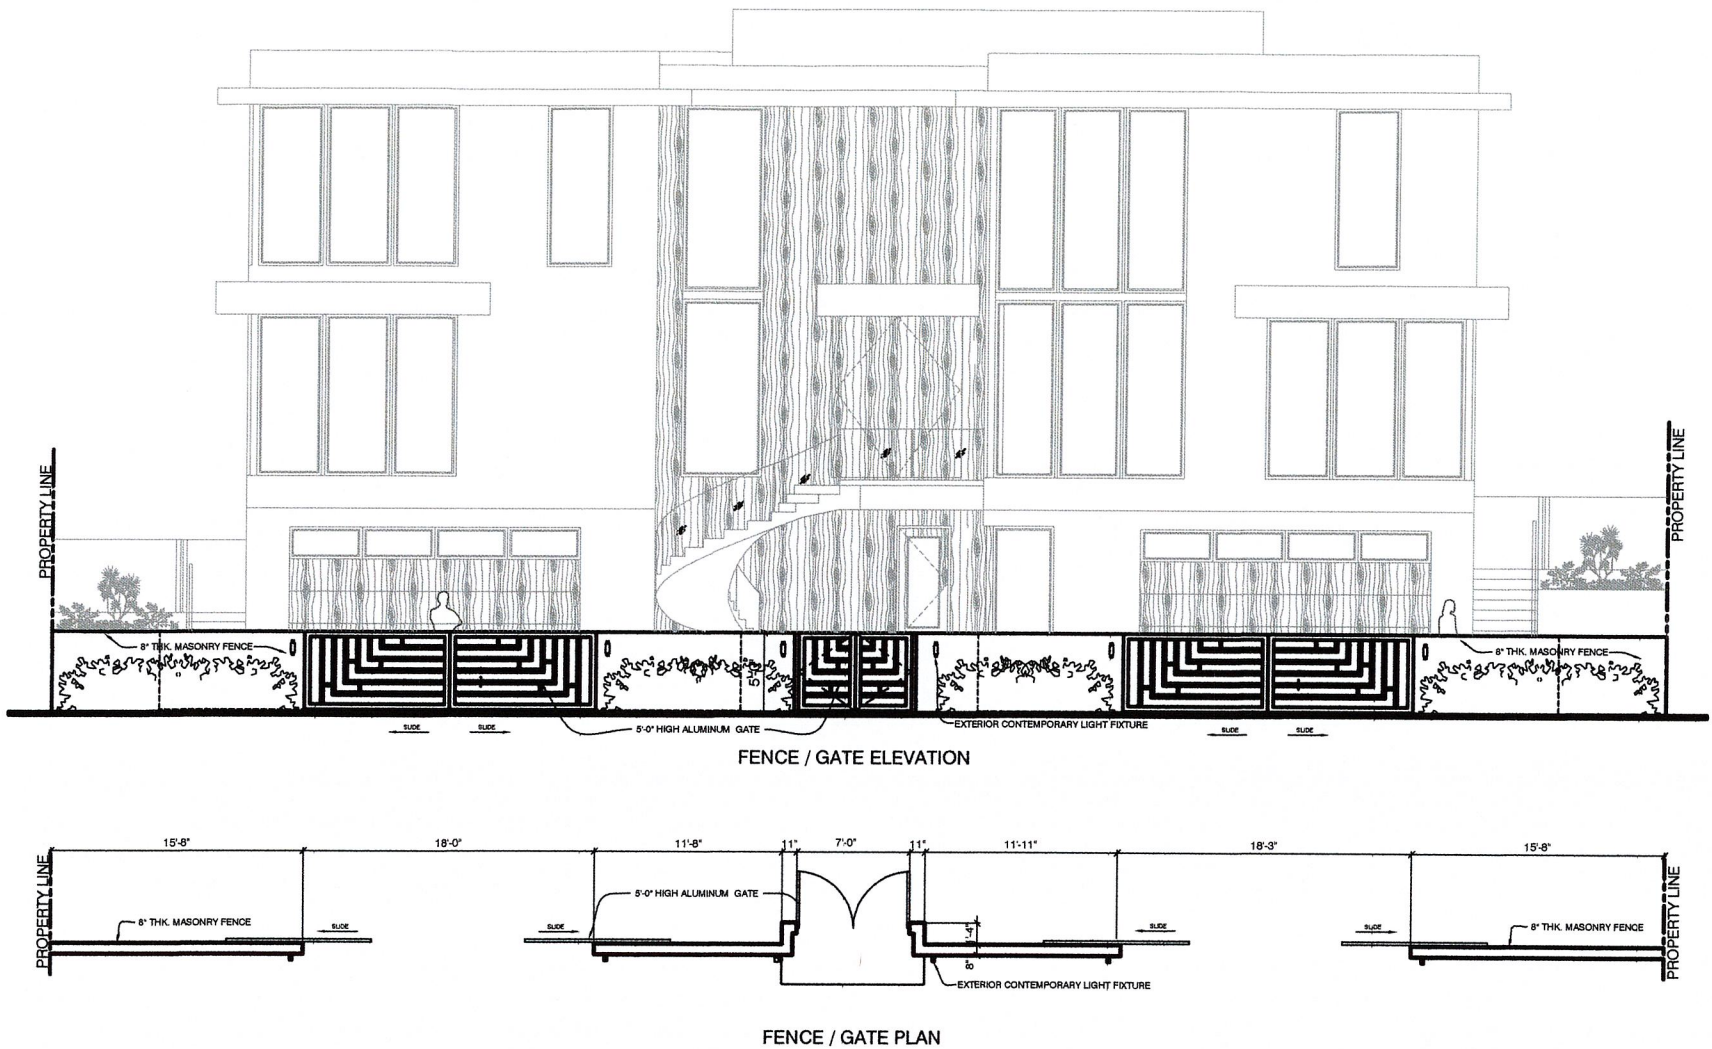 PROPERTY LINE
PROPERTY LINE
8" THK. MASONRY FENCE
8" THK. MASONRY FENCE
5'-0"
SLIDE SLIDE
5'-0" HIGH ALUMINUM GATE
EXTERIOR CONTEMPORARY LIGHT FIXTURE
SLIDE SLIDE
FENCE / GATE ELEVATION
15'-8" 18'-0" 11'-8" 11" 7'-0" 11" 11'-11" 18'-3" 15'-8"
PROPERTY LINE
PROPERTY LINE
5'-0" HIGH ALUMINUM GATE
8" THK. MASONRY FENCE
SLIDE
SLIDE
1'-4"
8"
SLIDE
SLIDE
8" THK. MASONRY FENCE
EXTERIOR CONTEMPORARY LIGHT FIXTURE
FENCE / GATE PLAN